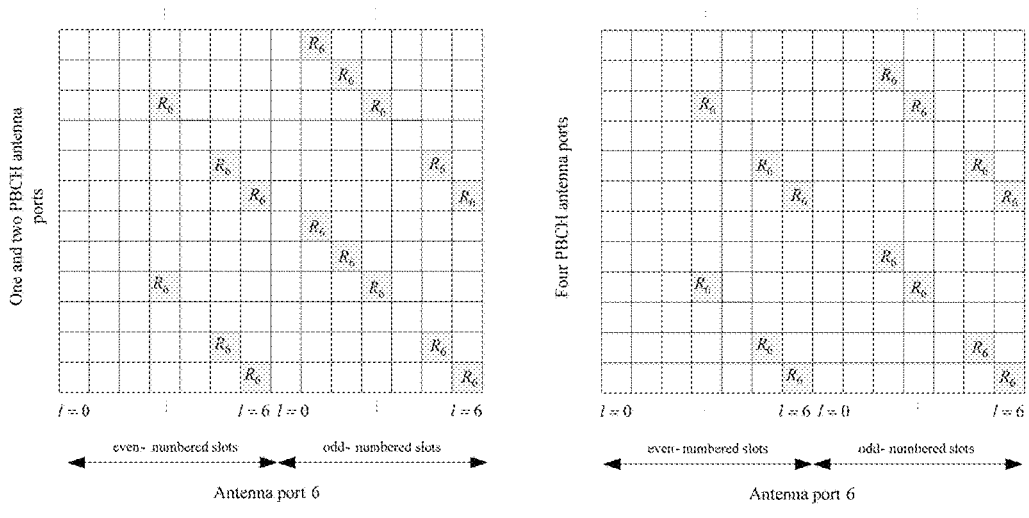 One and two PBCH antenna
ports
R6
R6
R6 R6
R6 R6
R6 R6
R6
R6
R6 R6
R6 R6
R6 R6
l = 0 l = 6 l = 0 l = 6
even- numbered slots odd- numbered slots
Antenna port 6
Four PBCH antenna ports
R6
R6 R6
R6 R6
R6 R6
R6
R6 R6
R6 R6
R6 R6
l = 0 l = 6 l = 0 l = 6
even- numbered slots odd- numbered slots
Antenna port 6